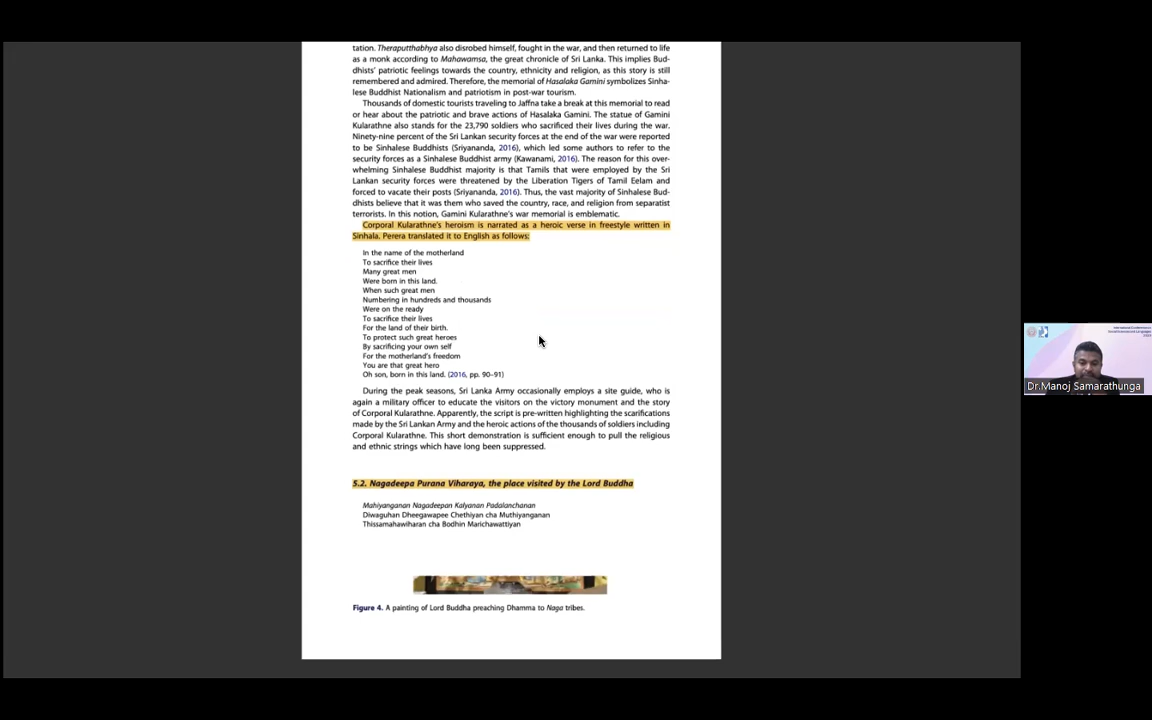 tation. Theraputthabhya also disrobed himself, fought in the war, and then returned to life
as a monk according to Mahawamsa, the great chronicle of Sri Lanka. This implies Bud-
dhists' patriotic feelings towards the country, ethnicity and religion, as this story is still
remembered and admired. Therefore, the memorial of Hasalaka Gamini symbolizes Sinha-
lese Buddhist Nationalism and patriotism in post-war tourism.
Thousands of domestic tourists traveling to Jaffna take a break at this memorial to read
or hear about the patriotic and brave actions of Hasalaka Gamini. The statue of Gamini
Kularathne also stands for the 23,790 soldiers who sacrificed their lives during the war.
Ninety-nine percent of the Sri Lankan security forces at the end of the war were reported
to be Sinhalese Buddhists (Sriyananda, 2016), which led some authors to refer to the
security forces as a Sinhalese Buddhist army (Kawanami, 2016). The reason for this over-
whelming Sinhalese Buddhist majority is that Tamils that were employed by the Sri
Lankan security forces were threatened by the Liberation Tigers of Tamil Eelam and
forced to vacate their posts (Sriyananda, 2016). Thus, the vast majority of Sinhalese Bud-
dhists believe that it was them who saved the country, race, and religion from separatist
terrorists. In this notion, Gamini Kularathne's war memorial is emblematic.
Corporal Kularathne's heroism is narrated as a heroic verse in freestyle written in
Sinhala. Perera translated it to English as follows:
In the name of the motherland
To sacrifice their lives
Many great men
Were born in this land.
When such great men
Numbering in hundreds and thousands
Were on the ready
To sacrifice their lives
For the land of their birth.
To protect such great heroes
By sacrificing your own self
For the motherland's freedom
You are that great hero
Oh son, born in this land. (2016, pp. 90–91)
During the peak seasons, Sri Lanka Army occasionally employs a site guide, who is
again a military officer to educate the visitors on the victory monument and the story
of Corporal Kularathne. Apparently, the script is pre-written highlighting the scarifications
made by the Sri Lankan Army and the heroic actions of the thousands of soldiers including
Corporal Kularathne. This short demonstration is sufficient enough to pull the religious
and ethnic strings which have long been suppressed.
5.2. Nagadeepa Purana Viharaya, the place visited by the Lord Buddha
Mahiyanganan Nagadeepan Kalyanan Padalanchanan
Diwaguhan Dheegawapee Chethiyan cha Muthiyanganan
Thissamahawiharan cha Bodhin Marichawattiyan
Figure 4. A painting of Lord Buddha preaching Dhamma to Naga tribes.
Dr.Manoj Samarathunga